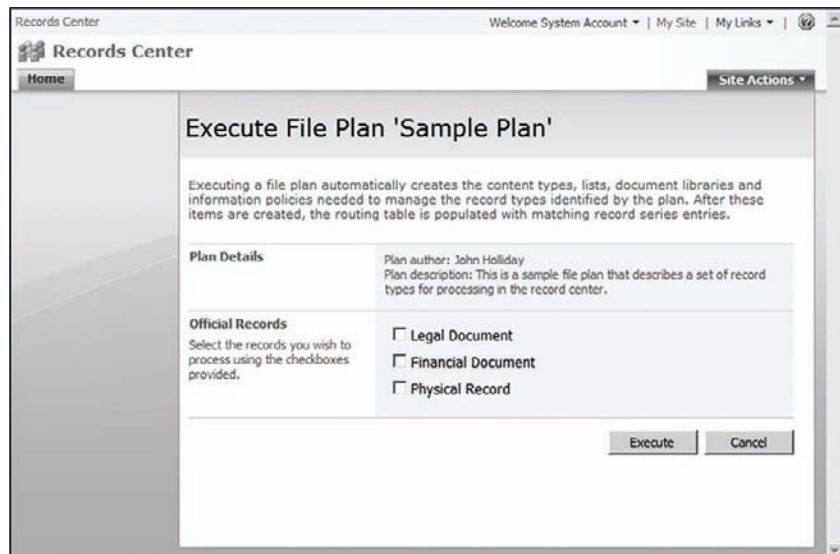 Records Center
Welcome System Account | My Site | My Links |
Records Center
Home
Site Actions
Execute File Plan 'Sample Plan'
Executing a file plan automatically creates the content types, lists, document libraries and
information policies needed to manage the record types identified by the plan. After these
items are created, the routing table is populated with matching record series entries.
Plan Details
Plan author: John Holliday
Plan description: This is a sample file plan that describes a set of record
types for processing in the record center.
Official Records
Select the records you wish to
process using the checkboxes
provided.
Legal Document
Financial Document
Physical Record
Execute
Cancel